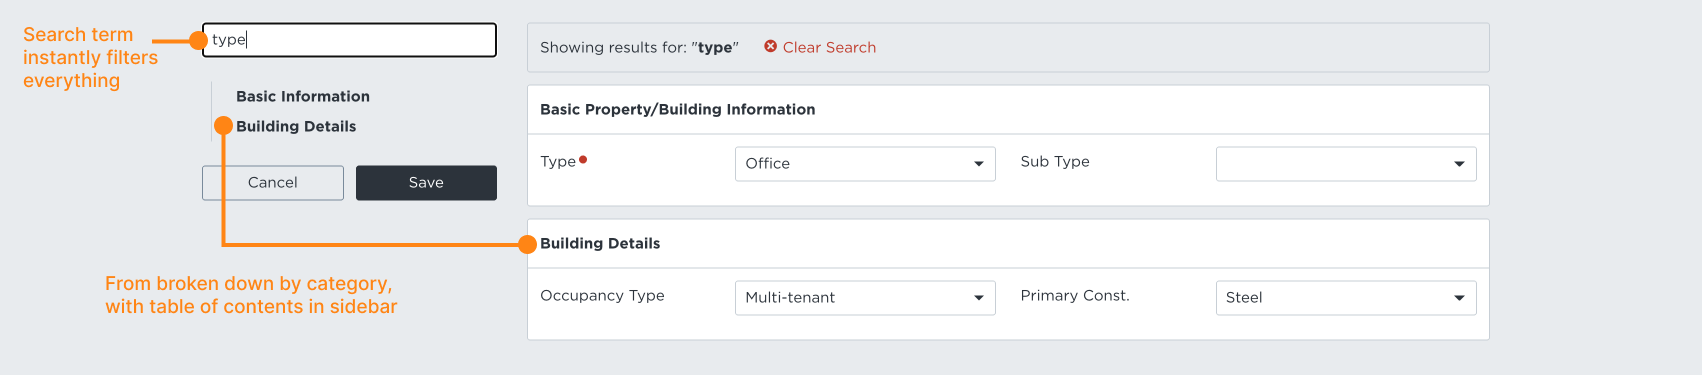 Search term
instantly filters
everything
type
Basic Information
Building Details
Cancel
Save
From broken down by category,
with table of contents in sidebar
Showing results for: "type" Clear Search
Basic Property/Building Information
Type Office Sub Type
Building Details
Occupancy Type Multi-tenant Primary Const. Steel